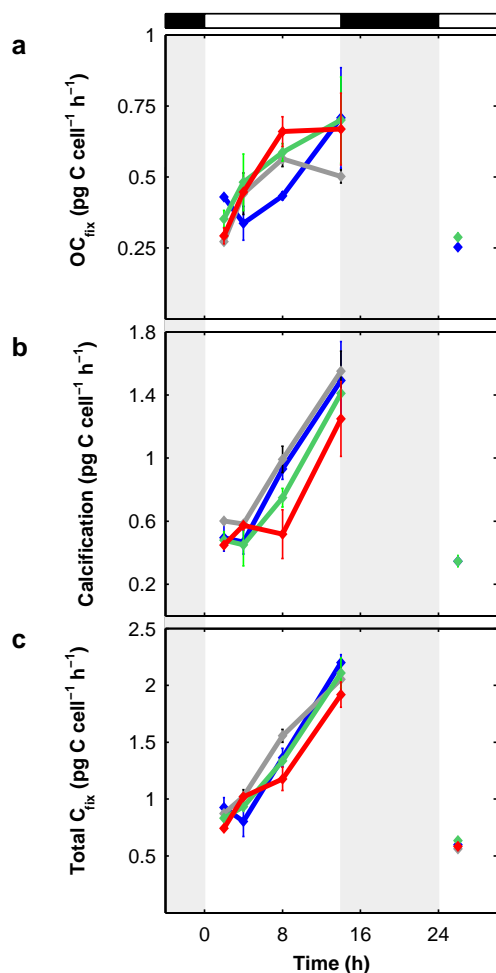 a
1
0.75
0.5
0.25
OC_fix (pg C cell⁻¹ h⁻¹)
b
1.8
1.4
1
0.6
0.2
Calcification (pg C cell⁻¹ h⁻¹)
c
2.5
2
1.5
1
0.5
Total C_fix (pg C cell⁻¹ h⁻¹)
0 8 16 24
Time (h)